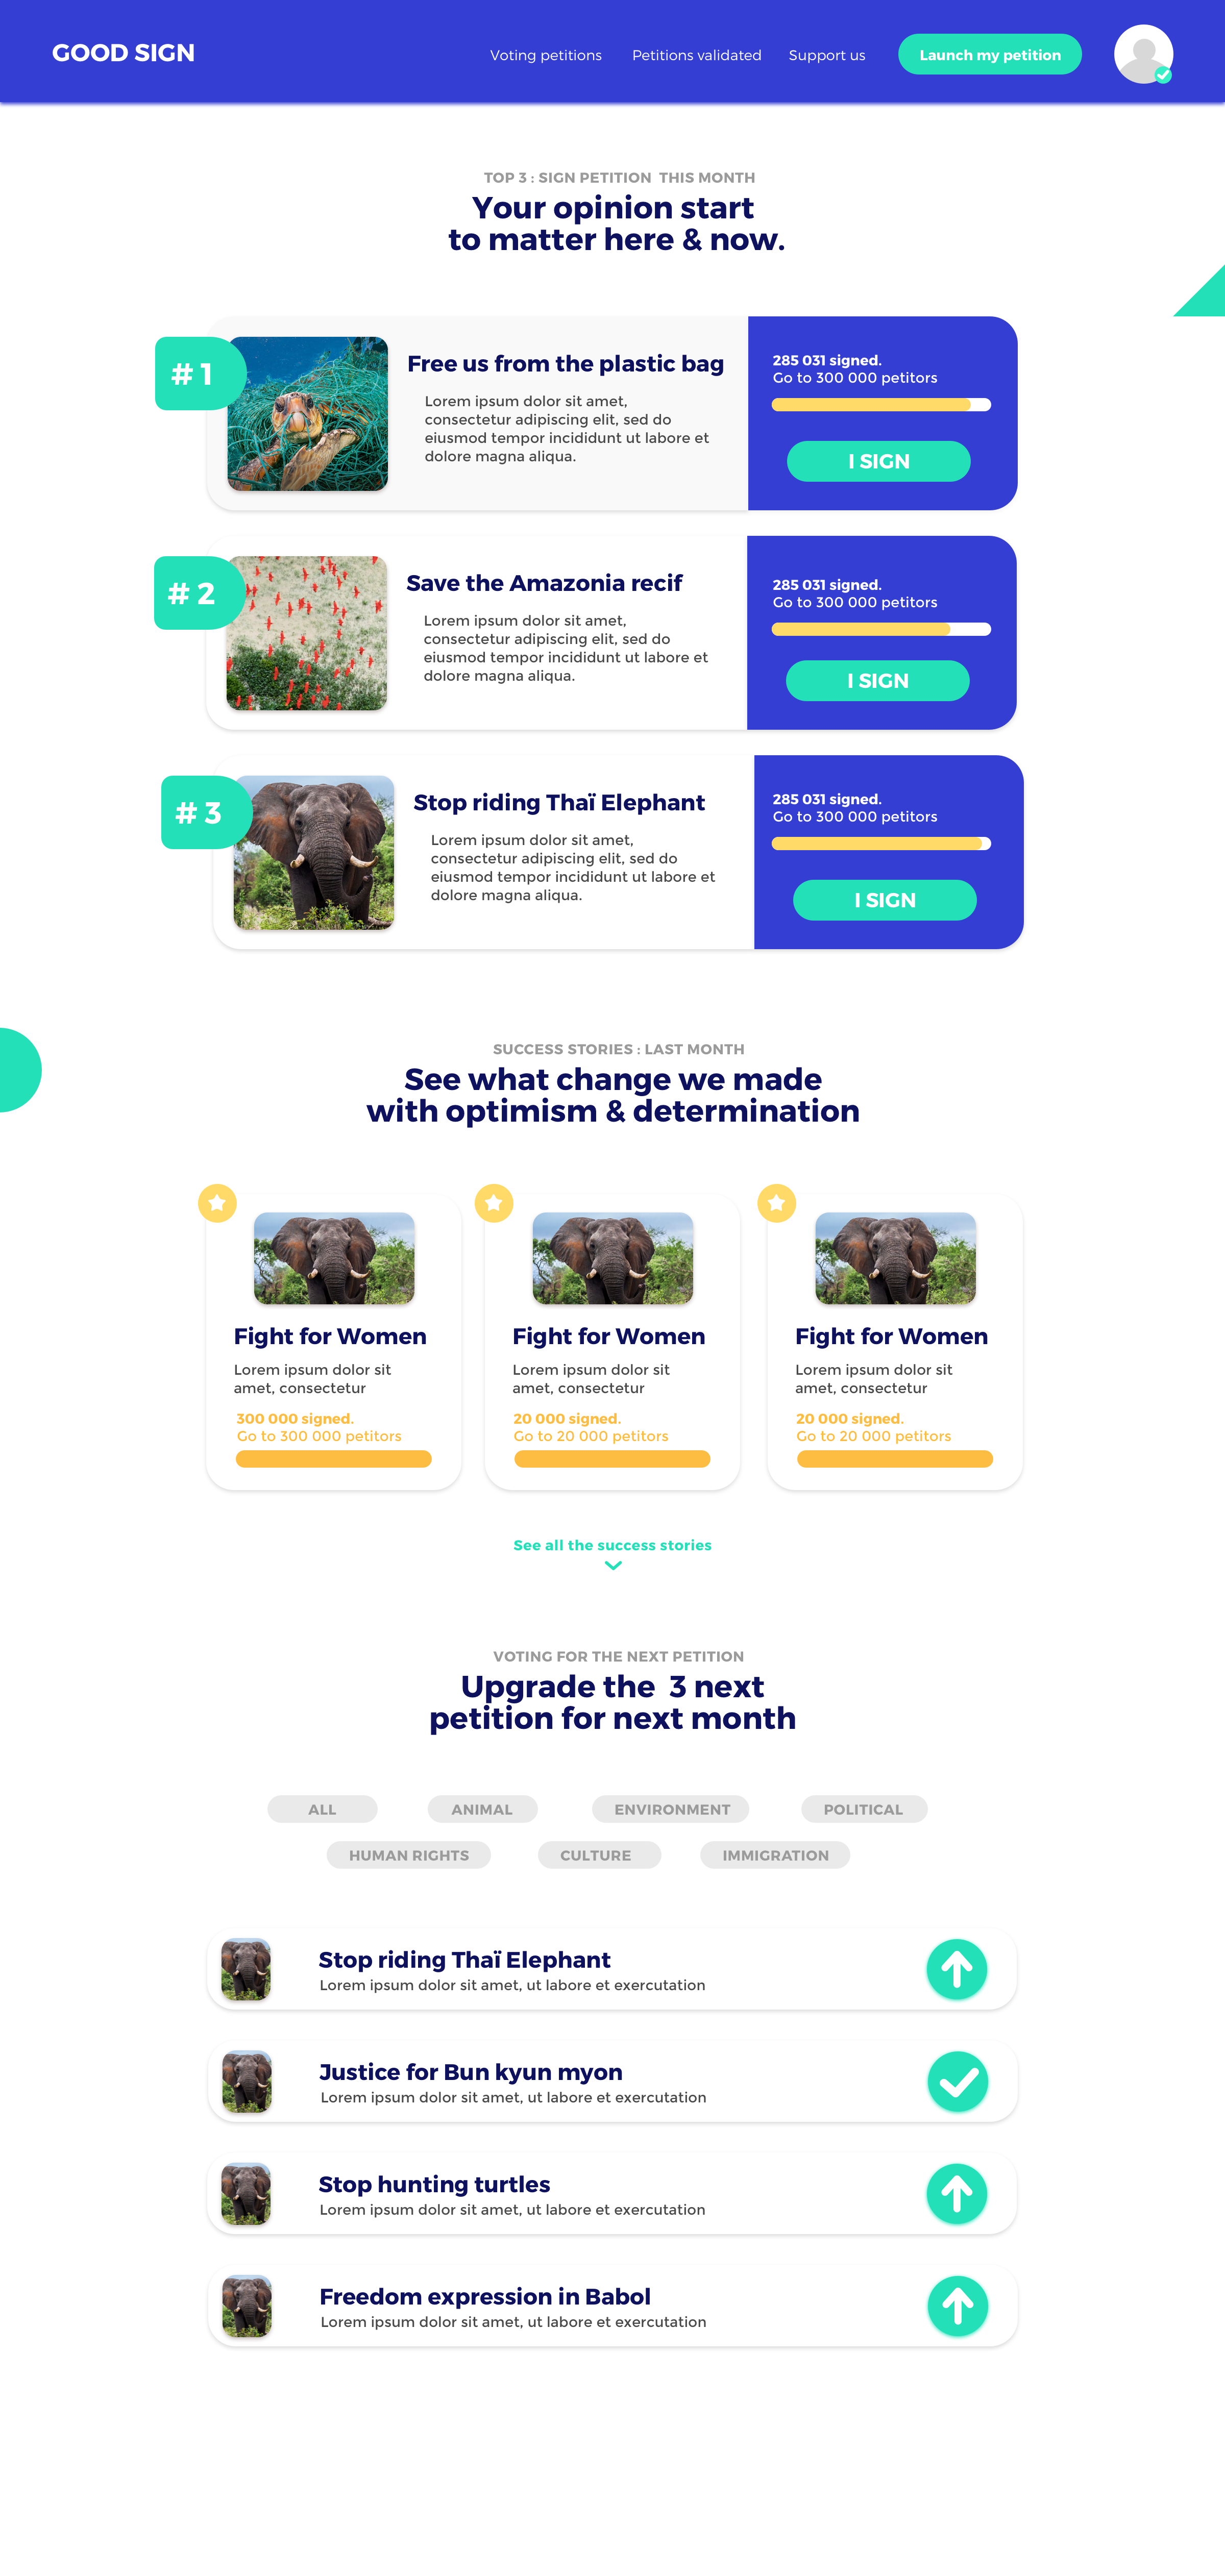 GOOD SIGN
Voting petitions
Petitions validated
Support us
Launch my petition
TOP 3 : SIGN PETITION THIS MONTH
Your opinion start
to matter here & now.
# 1
Free us from the plastic bag
Lorem ipsum dolor sit amet,
consectetur adipiscing elit, sed do
eiusmod tempor incididunt ut labore et
dolore magna aliqua.
285 031 signed.
Go to 300 000 petitors
I SIGN
# 2
Save the Amazonia recif
Lorem ipsum dolor sit amet,
consectetur adipiscing elit, sed do
eiusmod tempor incididunt ut labore et
dolore magna aliqua.
285 031 signed.
Go to 300 000 petitors
I SIGN
# 3
Stop riding Thaï Elephant
Lorem ipsum dolor sit amet,
consectetur adipiscing elit, sed do
eiusmod tempor incididunt ut labore et
dolore magna aliqua.
285 031 signed.
Go to 300 000 petitors
I SIGN
SUCCESS STORIES : LAST MONTH
See what change we made
with optimism & determination
Fight for Women
Lorem ipsum dolor sit
amet, consectetur
300 000 signed.
Go to 300 000 petitors
Fight for Women
Lorem ipsum dolor sit
amet, consectetur
20 000 signed.
Go to 20 000 petitors
Fight for Women
Lorem ipsum dolor sit
amet, consectetur
20 000 signed.
Go to 20 000 petitors
See all the success stories
VOTING FOR THE NEXT PETITION
Upgrade the 3 next
petition for next month
ALL
ANIMAL
ENVIRONMENT
POLITICAL
HUMAN RIGHTS
CULTURE
IMMIGRATION
Stop riding Thaï Elephant
Lorem ipsum dolor sit amet, ut labore et exercutation
Justice for Bun kyun myon
Lorem ipsum dolor sit amet, ut labore et exercutation
Stop hunting turtles
Lorem ipsum dolor sit amet, ut labore et exercutation
Freedom expression in Babol
Lorem ipsum dolor sit amet, ut labore et exercutation